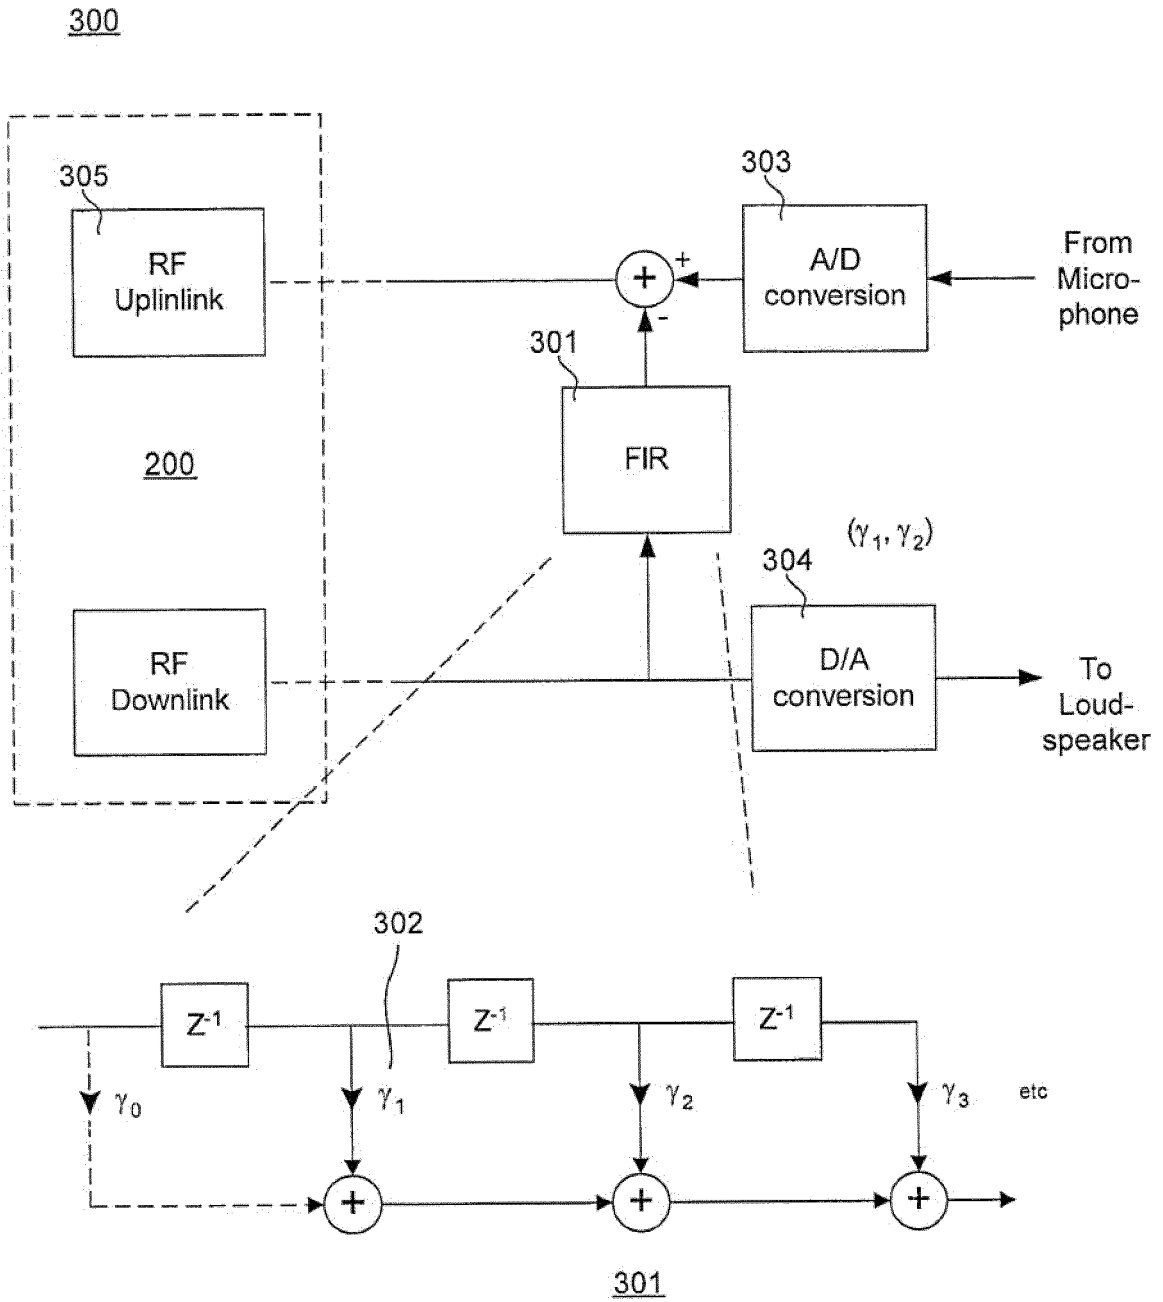 300
305
RF
Uplinlink
+
-
+
303
A/D
conversion
From
Micro-
phone
301
FIR
200
(γ1, γ2)
304
RF
Downlink
D/A
conversion
To
Loud-
speaker
302
Z-1
Z-1
Z-1
γ0
γ1
γ2
γ3
etc
+
+
+
301